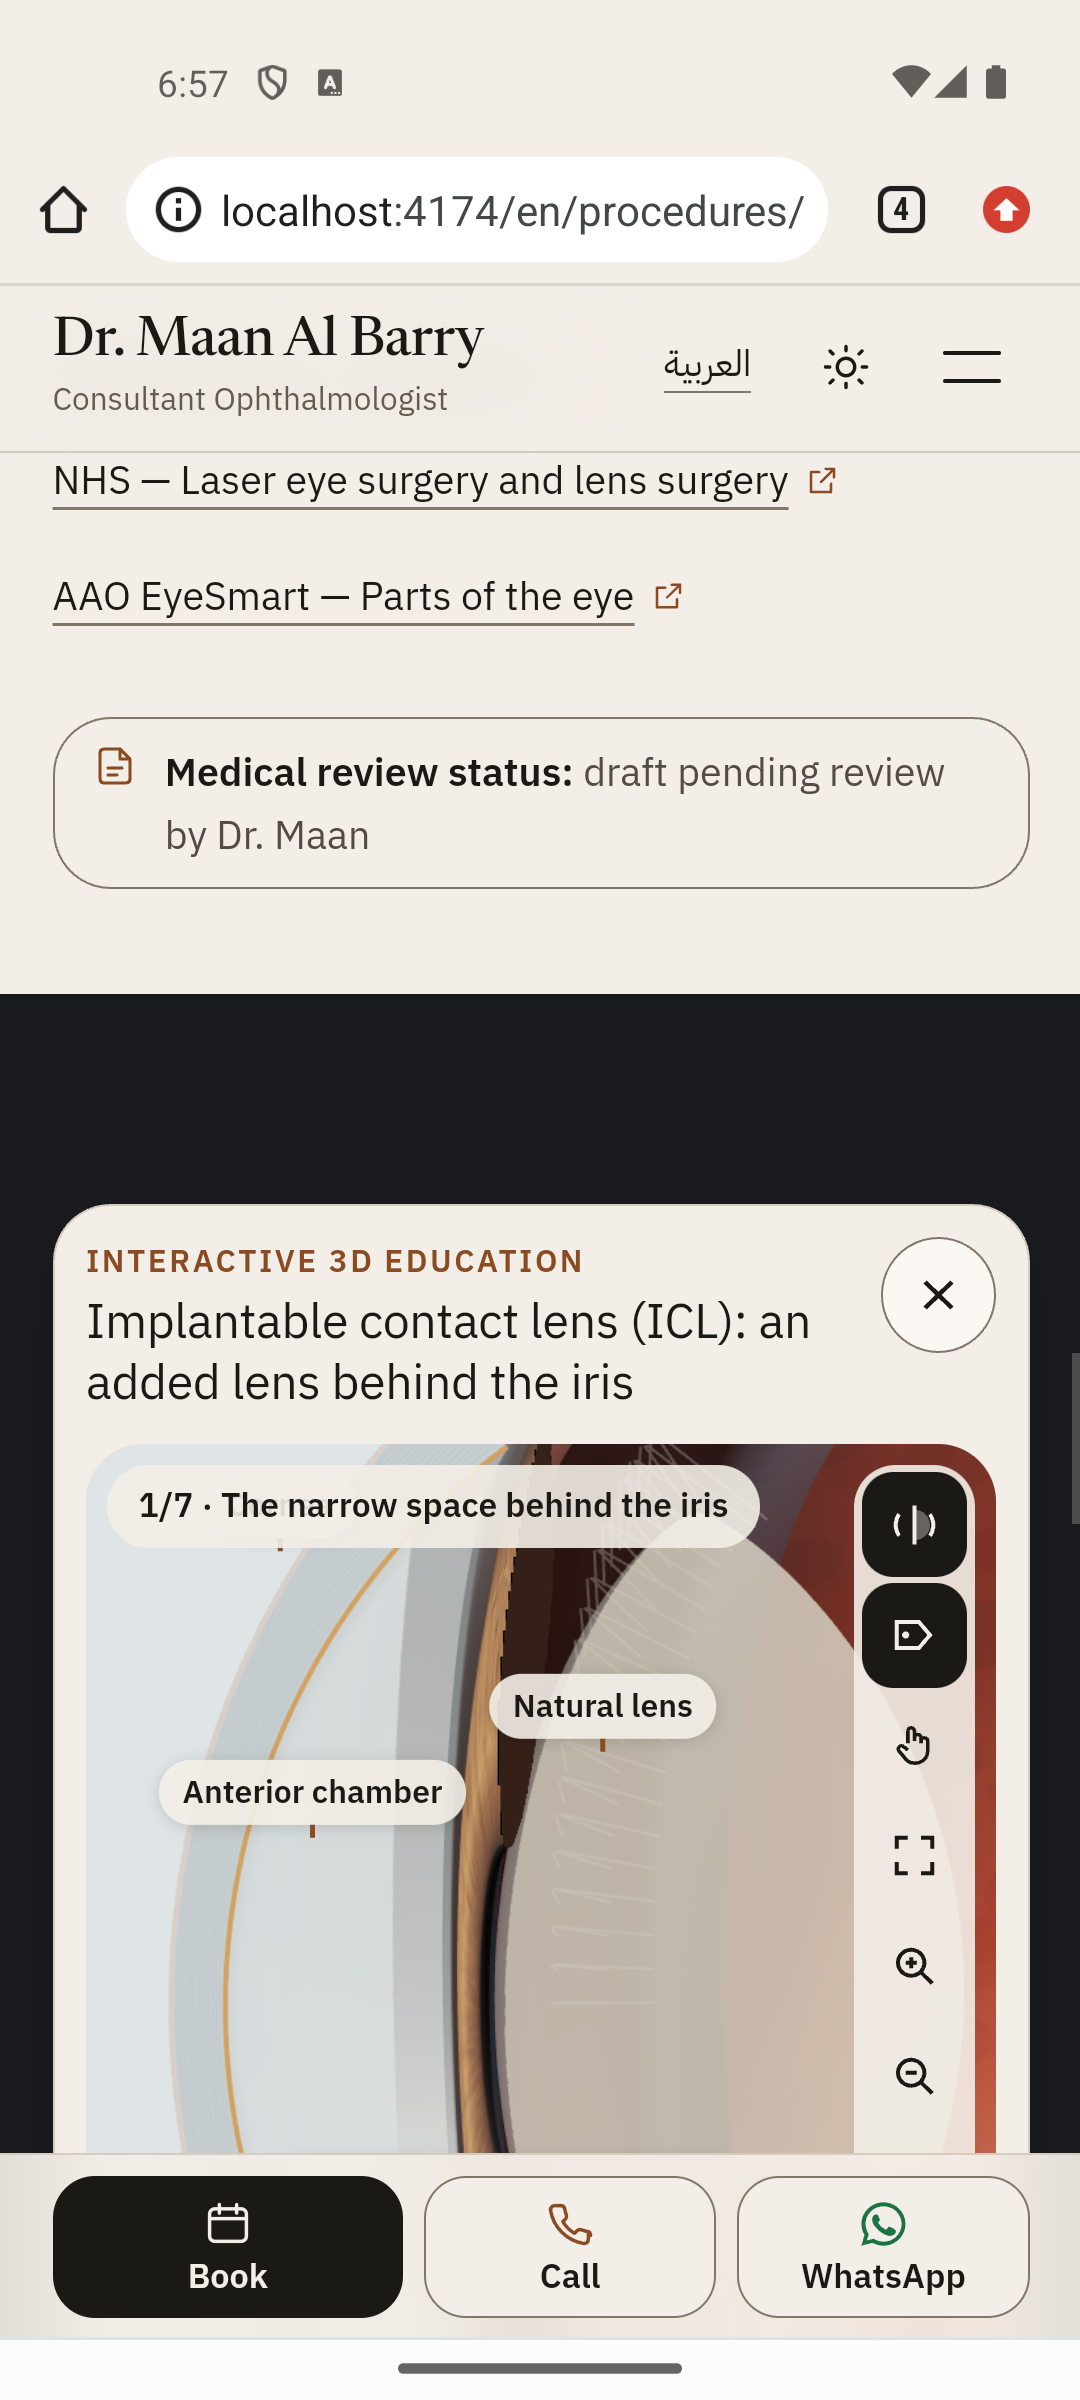 6:57
A
localhost:4174/en/procedures/
4
Dr. Maan Al Barry
Consultant Ophthalmologist
العربية
NHS — Laser eye surgery and lens surgery
AAO EyeSmart — Parts of the eye
Medical review status: draft pending review
by Dr. Maan
INTERACTIVE 3D EDUCATION
Implantable contact lens (ICL): an
added lens behind the iris
1/7 · The narrow space behind the iris
Natural lens
Anterior chamber
Book
Call
WhatsApp